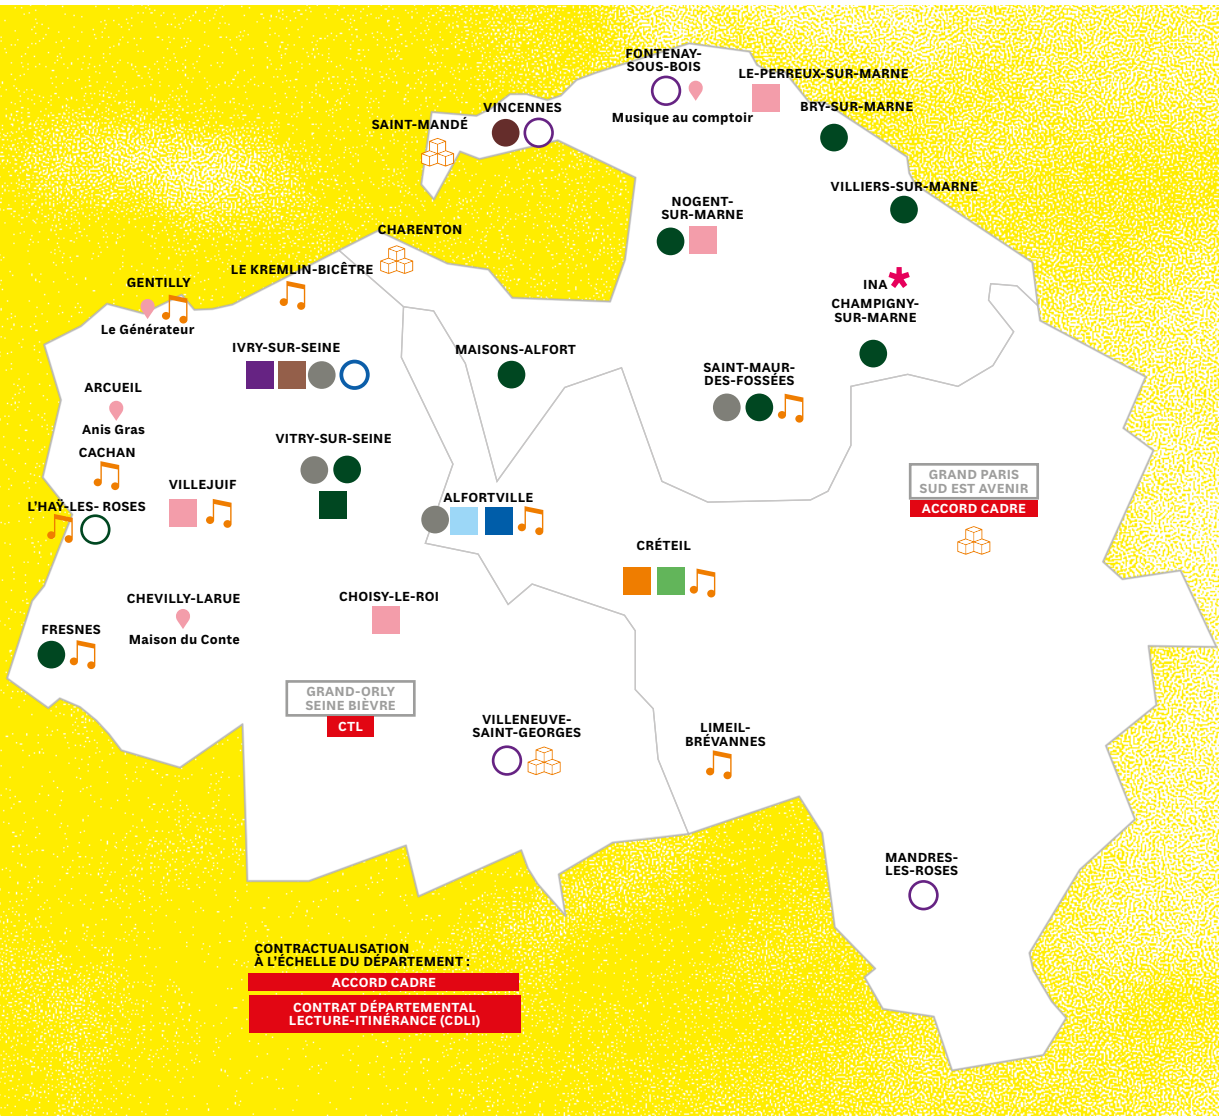 FONTENAY-
SOUS-BOIS
Musique au comptoir
LE-PERREUX-SUR-MARNE
BRY-SUR-MARNE
VINCENNES
SAINT-MANDÉ
VILLIERS-SUR-MARNE
NOGENT-
SUR-MARNE
CHARENTON
LE KREMLIN-BICÊTRE
GENTILLY
Le Générateur
INA
CHAMPIGNY-
SUR-MARNE
IVRY-SUR-SEINE
MAISONS-ALFORT
SAINT-MAUR-
DES-FOSSÉES
ARCUEIL
Anis Gras
CACHAN
VITRY-SUR-SEINE
VILLEJUIF
L'HAŸ-LES- ROSES
ALFORTVILLE
GRAND PARIS
SUD EST AVENIR
ACCORD CADRE
CRÉTEIL
CHEVILLY-LARUE
Maison du Conte
CHOISY-LE-ROI
FRESNES
GRAND-ORLY
SEINE BIÈVRE
CTL
VILLENEUVE-
SAINT-GEORGES
LIMEIL-
BRÉVANNES
MANDRES-
LES-ROSES
CONTRACTUALISATION
À L'ÉCHELLE DU DÉPARTEMENT :
ACCORD CADRE
CONTRAT DÉPARTEMENTAL
LECTURE-ITINÉRANCE (CDLI)